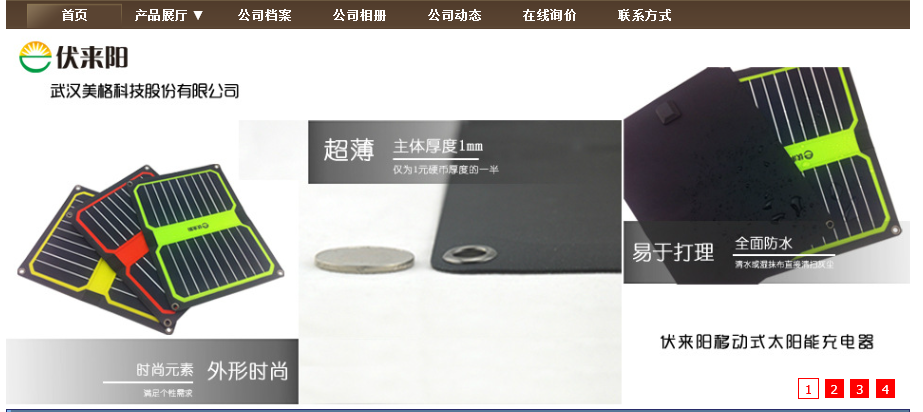 首页 产品展厅 ▼ 公司档案 公司相册 公司动态 在线询价 联系方式
伏来阳
武汉美格科技股份有限公司
超薄 主体厚度1mm
仅为1元硬币厚度的一半
易于打理 全面防水
清水或湿抹布直接清扫灰尘
伏来阳移动式太阳能充电器
时尚元素 外形时尚
满足个性需求
1 2 3 4